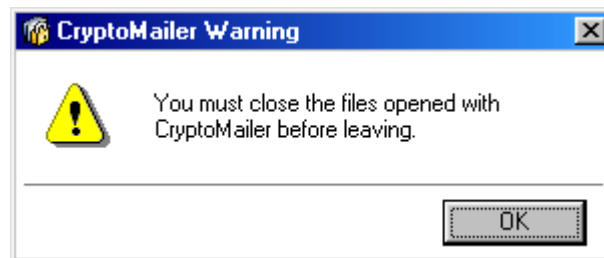 CryptoMailer Warning
You must close the files opened with
CryptoMailer before leaving.
OK